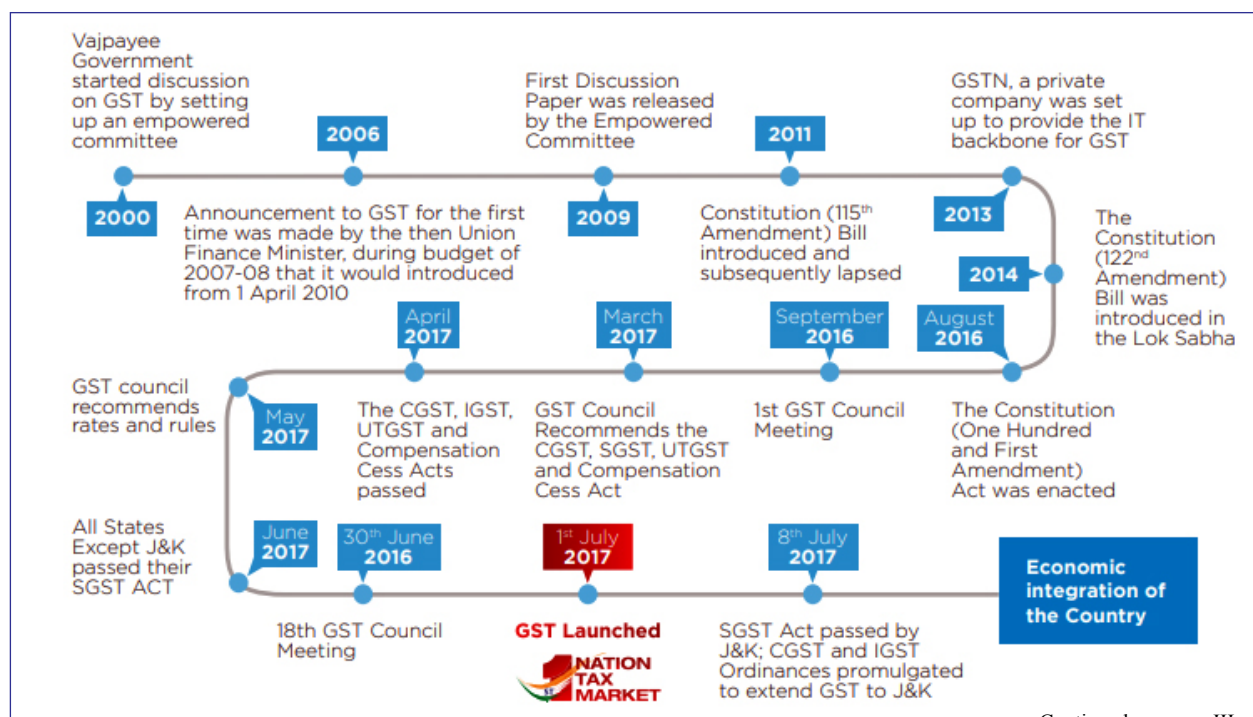 Vajpayee
Government
started discussion
on GST by setting
up an empowered
committee
2000
2006
Announcement to GST for the first
time was made by the then Union
Finance Minister, during budget of
2007-08 that it would introduced
from 1 April 2010
First Discussion
Paper was released
by the Empowered
Committee
2009
2011
Constitution (115th
Amendment) Bill
introduced and
subsequently lapsed
GSTN, a private
company was set
up to provide the IT
backbone for GST
2013
2014
The
Constitution
(122nd
Amendment)
Bill was
introduced in
the Lok Sabha
August
2016
The Constitution
(One Hundred
and First
Amendment)
Act was enacted
September
2016
1st GST Council
Meeting
March
2017
GST Council
Recommends the
CGST, SGST, UTGST
and Compensation
Cess Act
April
2017
The CGST, IGST,
UTGST and
Compensation
Cess Acts
passed
GST council
recommends
rates and rules
May
2017
All States
Except J&K
passed their
SGST ACT
June
2017
30th June
2016
18th GST Council
Meeting
1st July
2017
GST Launched
1 NATION
TAX
MARKET
8th July
2017
SGST Act passed by
J&K; CGST and IGST
Ordinances promulgated
to extend GST to J&K
Economic
integration of
the Country